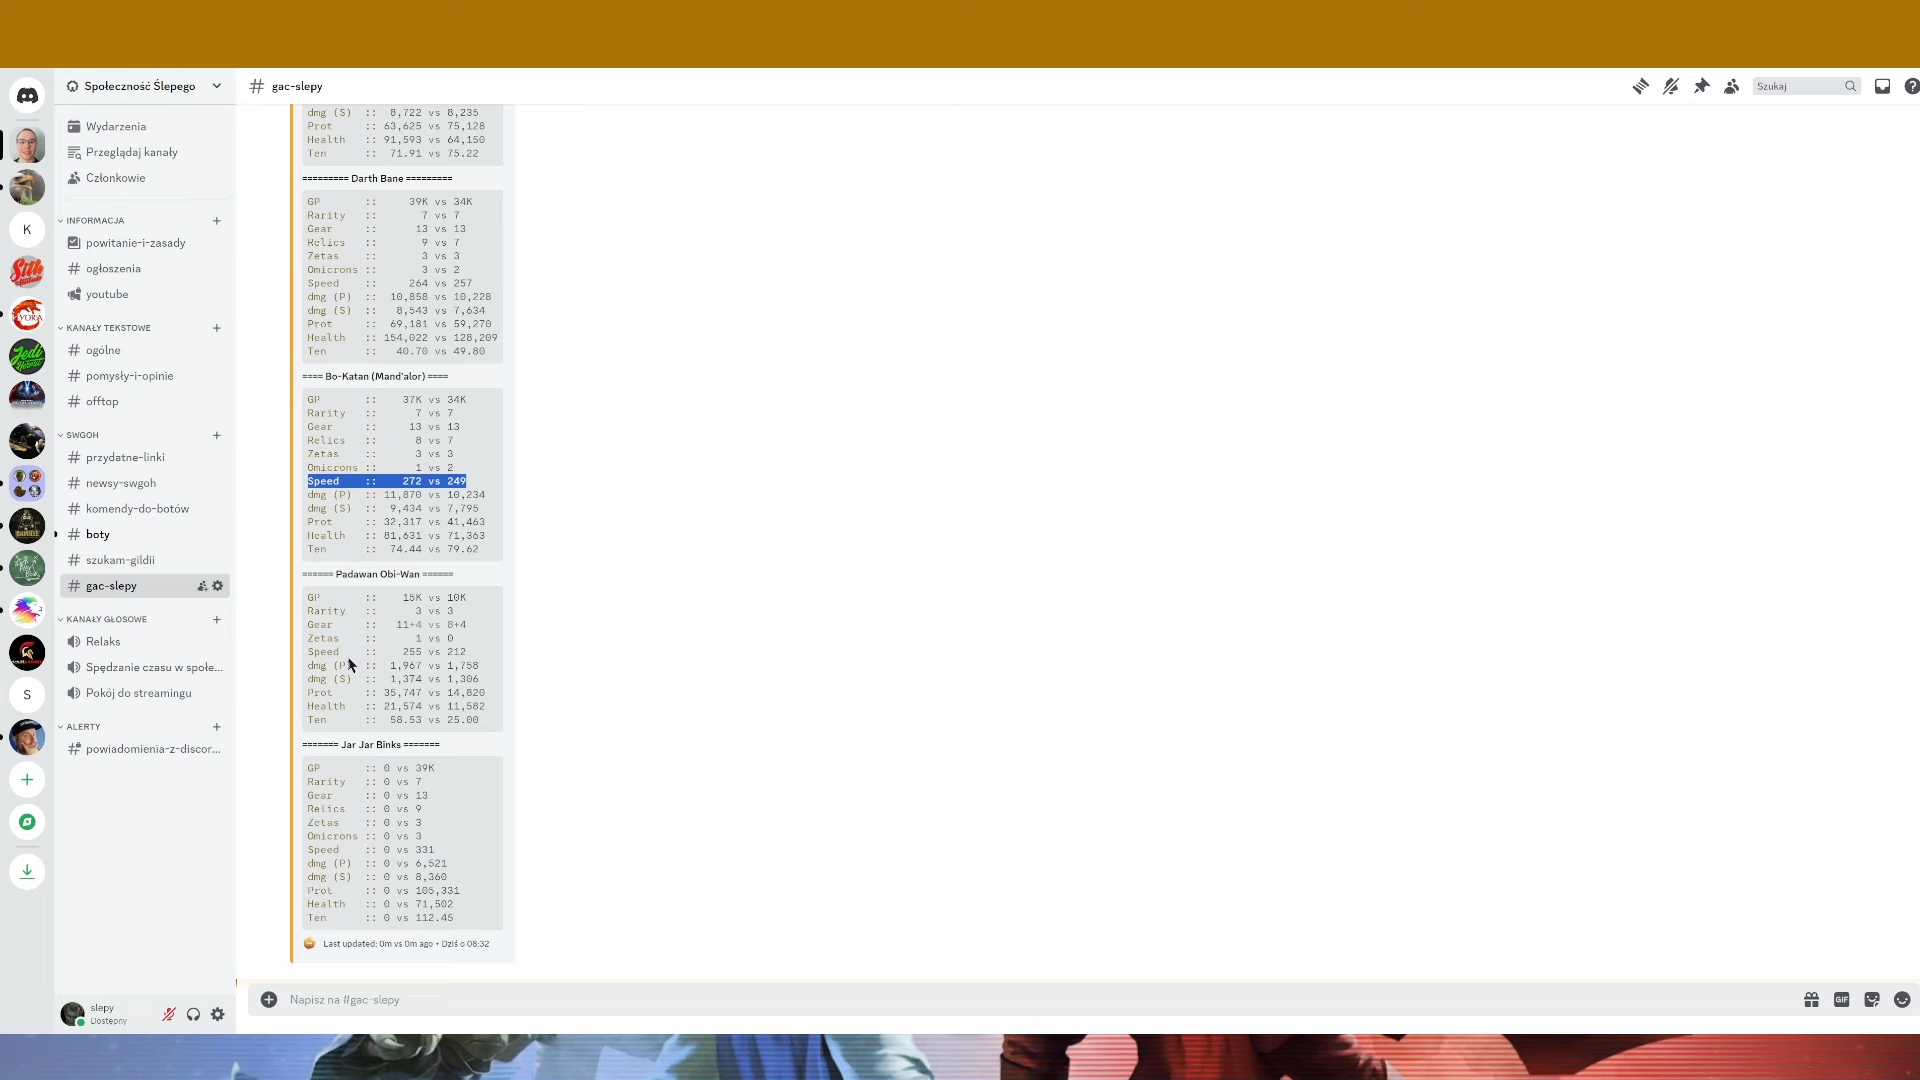 Społeczność Ślepego
gac-slepy
Szukaj
Wydarzenia
Przeglądaj kanały
Członkowie
INFORMACJA
powitanie-i-zasady
ogłoszenia
youtube
KANAŁY TEKSTOWE
ogólne
pomysły-i-opinie
offtop
SWGOH
przydatne-linki
newsy-swgoh
komendy-do-botów
boty
szukam-gildii
gac-slepy
KANAŁY GŁOSOWE
Relaks
Spędzanie czasu w społe...
Pokój do streamingu
ALERTY
powiadomienia-z-discor...
K
S
slepy
Dostępny
dmg (S) :: 8,722 vs 8,235
Prot :: 63,625 vs 75,128
Health :: 91,593 vs 64,150
Ten :: 71.91 vs 75.22
========= Darth Bane =========
GP :: 39K vs 34K
Rarity :: 7 vs 7
Gear :: 13 vs 13
Relics :: 9 vs 7
Zetas :: 3 vs 3
Omicrons :: 3 vs 2
Speed :: 264 vs 257
dmg (P) :: 10,858 vs 10,228
dmg (S) :: 8,543 vs 7,634
Prot :: 69,181 vs 59,270
Health :: 154,022 vs 128,209
Ten :: 40.70 vs 49.80
==== Bo-Katan (Mand'alor) ====
GP :: 37K vs 34K
Rarity :: 7 vs 7
Gear :: 13 vs 13
Relics :: 8 vs 7
Zetas :: 3 vs 3
Omicrons :: 1 vs 2
Speed :: 272 vs 249
dmg (P) :: 11,870 vs 10,234
dmg (S) :: 9,434 vs 7,795
Prot :: 32,317 vs 41,463
Health :: 81,631 vs 71,363
Ten :: 74.44 vs 79.62
====== Padawan Obi-Wan ======
GP :: 15K vs 10K
Rarity :: 3 vs 3
Gear :: 11+4 vs 8+4
Zetas :: 1 vs 0
Speed :: 255 vs 212
dmg (P) :: 1,967 vs 1,758
dmg (S) :: 1,374 vs 1,306
Prot :: 35,747 vs 14,820
Health :: 21,574 vs 11,582
Ten :: 58.53 vs 25.00
======= Jar Jar Binks =======
GP :: 0 vs 39K
Rarity :: 0 vs 7
Gear :: 0 vs 13
Relics :: 0 vs 9
Zetas :: 0 vs 3
Omicrons :: 0 vs 3
Speed :: 0 vs 331
dmg (P) :: 0 vs 6,521
dmg (S) :: 0 vs 8,360
Prot :: 0 vs 105,331
Health :: 0 vs 71,502
Ten :: 0 vs 112.45
Last updated: 0m vs 0m ago • Dziś o 08:32
Napisz na #gac-slepy
GIF